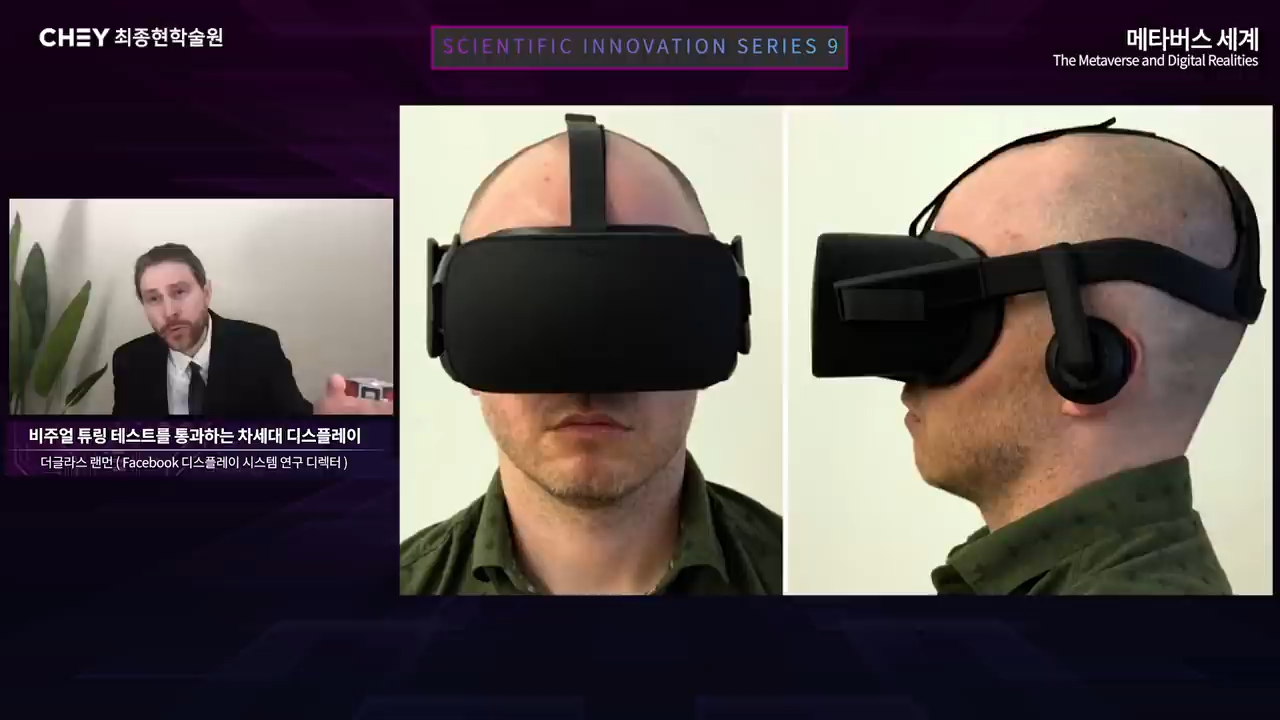 CHEY 최종현학술원
SCIENTIFIC INNOVATION SERIES 9
메타버스 세계
The Metaverse and Digital Realities
비주얼 튜링 테스트를 통과하는 차세대 디스플레이
더글라스 랜먼 ( Facebook 디스플레이 시스템 연구 디렉터 )